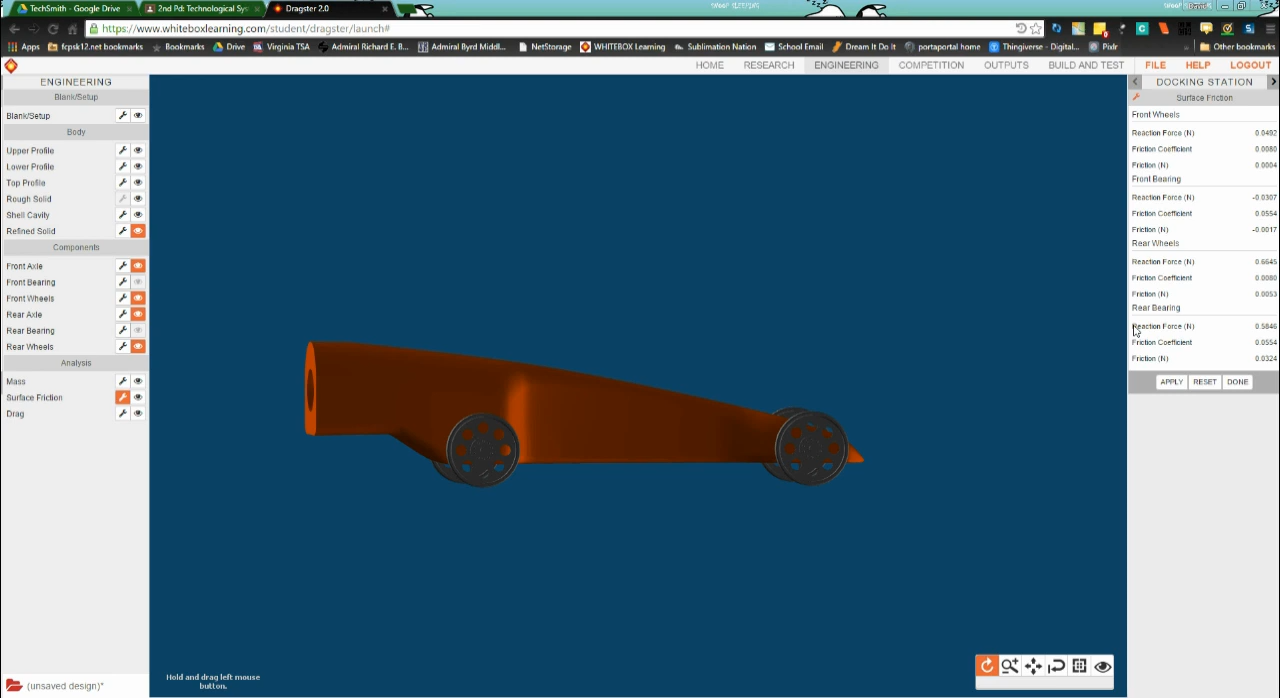 TechSmith - Google Drive
2nd Pd: Technological Sys
Dragster 2.0
https://www.whiteboxlearning.com/student/dragster/launch#
Apps fcpsk12.net bookmarks Bookmarks Drive Virginia TSA Admiral Richard E. B... Admiral Byrd Middl... NetStorage WHITEBOX Learning Sublimation Nation School Email Dream It Do It portaportal home Thingiverse - Digital... Pixlr Other bookmarks
HOME RESEARCH ENGINEERING COMPETITION OUTPUTS BUILD AND TEST FILE HELP LOGOUT
ENGINEERING
Blank/Setup
Blank/Setup
Body
Upper Profile
Lower Profile
Top Profile
Rough Solid
Shell Cavity
Refined Solid
Components
Front Axle
Front Bearing
Front Wheels
Rear Axle
Rear Bearing
Rear Wheels
Analysis
Mass
Surface Friction
Drag
(unsaved design)*
Hold and drag left mouse
button.
DOCKING STATION
Surface Friction
Front Wheels
Reaction Force (N) 0.0492
Friction Coefficient 0.0080
Friction (N) 0.0004
Front Bearing
Reaction Force (N) -0.0307
Friction Coefficient 0.0554
Friction (N) -0.0017
Rear Wheels
Reaction Force (N) 0.6645
Friction Coefficient 0.0080
Friction (N) 0.0053
Rear Bearing
Reaction Force (N) 0.5846
Friction Coefficient 0.0554
Friction (N) 0.0324
APPLY RESET DONE